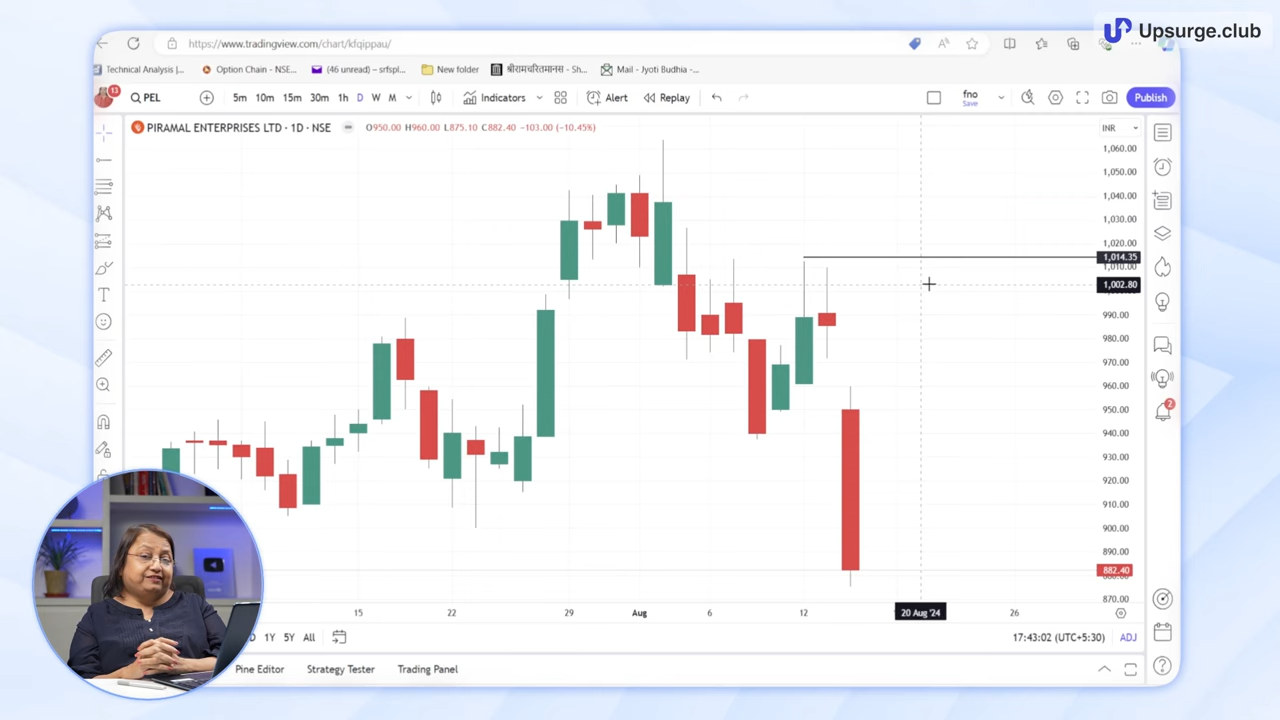 Upsurge.club
https://www.tradingview.com/chart/kfqippau/
Technical Analysis |... Option Chain - NSE... (46 unread) – srfspl... New folder श्रीरामचरितमानस - Sh... Mail - Jyoti Budhia -...
13 PEL 5m 10m 15m 30m 1h D W M Indicators Alert Replay fno Save Publish
PIRAMAL ENTERPRISES LTD · 1D · NSE O950.00 H960.00 L875.10 C882.40 −103.00 (−10.45%) INR
1,060.00
1,050.00
1,040.00
1,030.00
1,020.00
1,014.35
1,010.00
1,002.80
990.00
980.00
970.00
960.00
950.00
940.00
930.00
920.00
910.00
900.00
890.00
882.40
870.00
2
15 22 29 Aug 6 12 20 Aug '24 26
1Y 5Y All 17:43:02 (UTC+5:30) ADJ
Pine Editor Strategy Tester Trading Panel